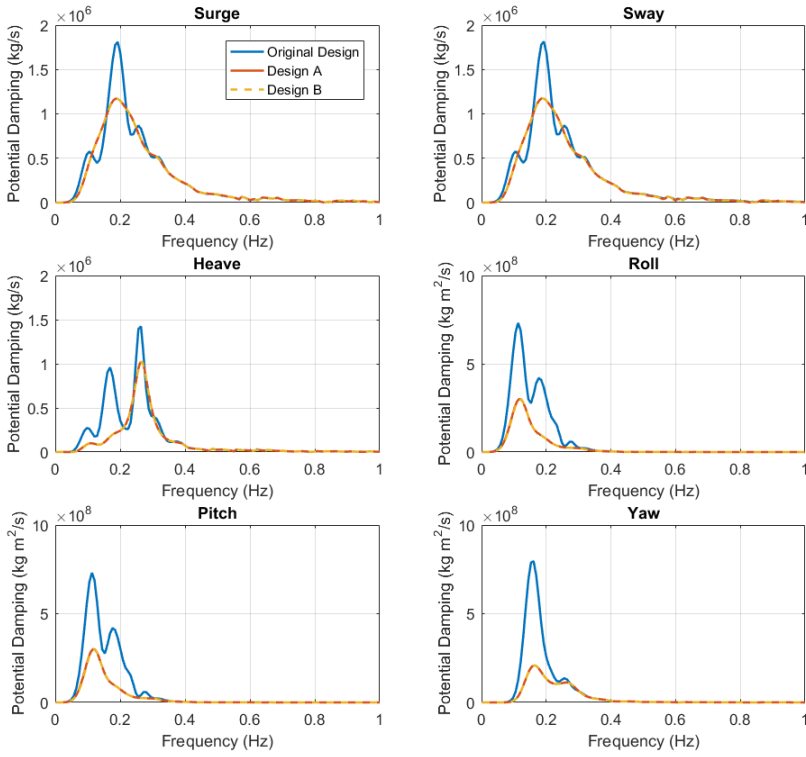 Surge
× 10^6
2
1.5
1
0.5
0
Potential Damping (kg/s)
0 0.2 0.4 0.6 0.8 1
Frequency (Hz)
Original Design
Design A
Design B
Sway
× 10^6
2
1.5
1
0.5
0
Potential Damping (kg/s)
0 0.2 0.4 0.6 0.8 1
Frequency (Hz)
Heave
× 10^6
2
1.5
1
0.5
0
Potential Damping (kg/s)
0 0.2 0.4 0.6 0.8 1
Frequency (Hz)
Roll
× 10^8
10
5
0
Potential Damping (kg m^2/s)
0 0.2 0.4 0.6 0.8 1
Frequency (Hz)
Pitch
× 10^8
10
5
0
Potential Damping (kg m^2/s)
0 0.2 0.4 0.6 0.8 1
Frequency (Hz)
Yaw
× 10^8
10
5
0
Potential Damping (kg m^2/s)
0 0.2 0.4 0.6 0.8 1
Frequency (Hz)